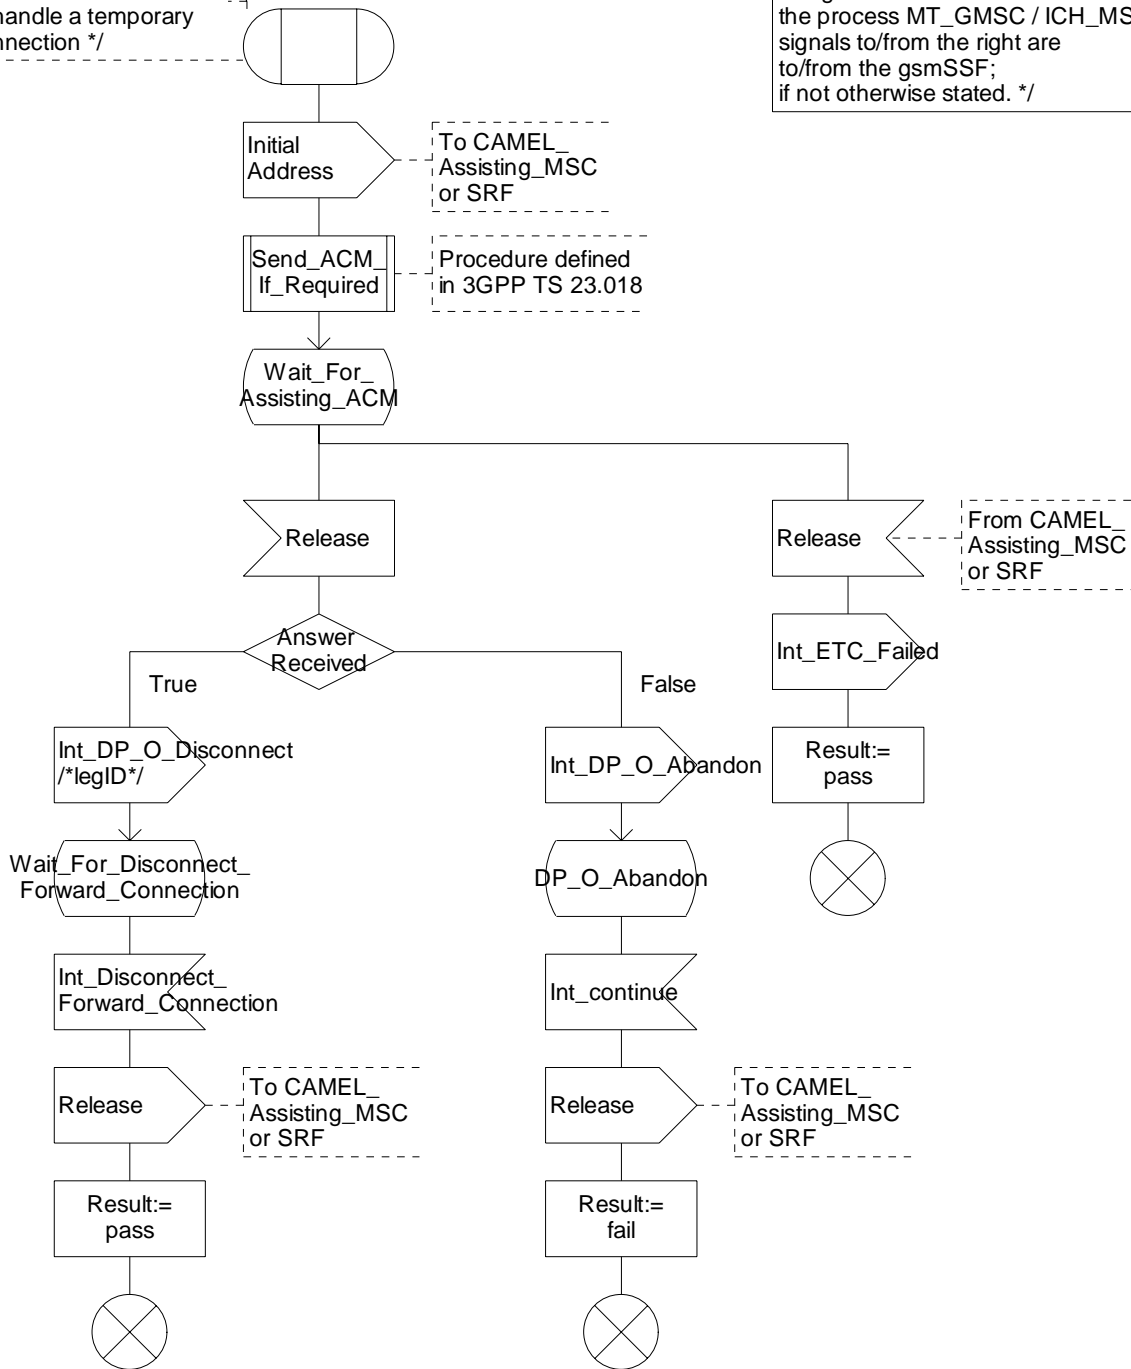 handle a temporary
nnection */
the process MT_GMSC / ICH_MS
signals to/from the right are
to/from the gsmSSF;
if not otherwise stated. */
Initial
Address
To CAMEL_
Assisting_MSC
or SRF
Send_ACM_
If_Required
Procedure defined
in 3GPP TS 23.018
Wait_For_
Assisting_ACM
Release
Release
From CAMEL_
Assisting_MSC
or SRF
Answer
Received
True
False
Int_ETC_Failed
Int_DP_O_Disconnect
/*legID*/
Int_DP_O_Abandon
Result:=
pass
Wait_For_Disconnect_
Forward_Connection
DP_O_Abandon
Int_Disconnect_
Forward_Connection
Int_continue
Release
To CAMEL_
Assisting_MSC
or SRF
Release
To CAMEL_
Assisting_MSC
or SRF
Result:=
pass
Result:=
fail